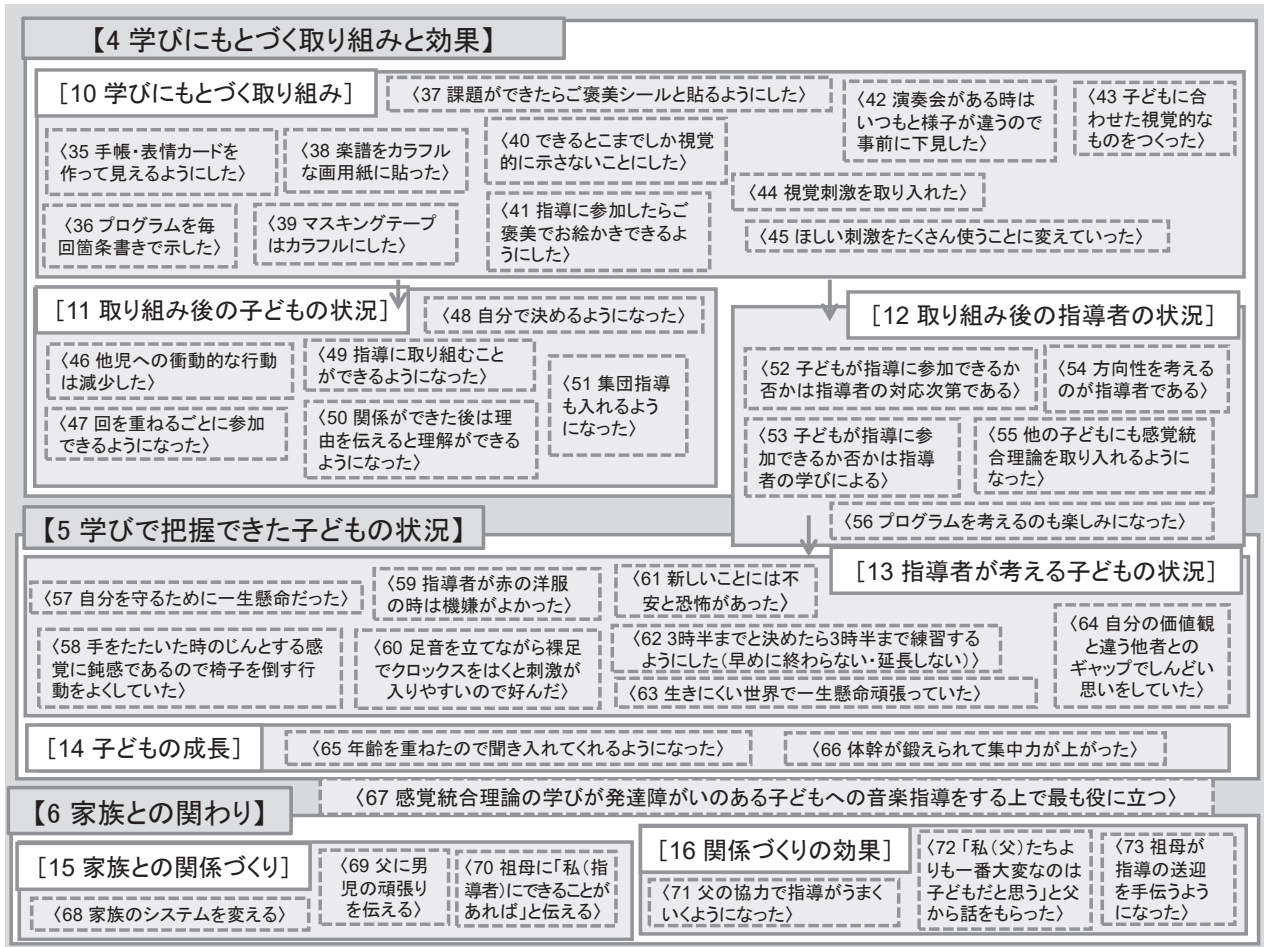 【4 学びにもとづく取り組みと効果】
[10 学びにもとづく取り組み]
〈37 課題ができたらご褒美シールと貼るようにした〉
〈42 演奏会がある時は
いつもと様子が違うので
事前に下見した〉
〈43 子どもに合
わせた視覚的な
ものをつくった〉
〈35 手帳・表情カードを
作って見えるようにした〉
〈38 楽譜をカラフル
な画用紙に貼った〉
〈40 できるとこまでしか視覚
的に示さないことにした〉
〈44 視覚刺激を取り入れた〉
〈36 プログラムを毎
回箇条書きで示した〉
〈39 マスキングテープ
はカラフルにした〉
〈41 指導に参加したらご
褒美でお絵かきできるよ
うにした〉
〈45 ほしい刺激をたくさん使うことに変えていった〉
[11 取り組み後の子どもの状況]
〈48 自分で決めるようになった〉
〈46 他児への衝動的な行動
は減少した〉
〈49 指導に取り組むこと
ができるようになった〉
〈51 集団指導
も入れるよう
になった〉
〈47 回を重ねるごとに参加
できるようになった〉
〈50 関係ができた後は理
由を伝えると理解ができる
ようになった〉
[12 取り組み後の指導者の状況]
〈52 子どもが指導に参加できるか
否かは指導者の対応次第である〉
〈54 方向性を考える
のが指導者である〉
〈53 子どもが指導に参
加できるか否かは指導
者の学びによる〉
〈55 他の子どもにも感覚統
合理論を取り入れるように
なった〉
〈56 プログラムを考えるのも楽しみになった〉
【5 学びで把握できた子どもの状況】
[13 指導者が考える子どもの状況]
〈57 自分を守るために一生懸命だった〉
〈59 指導者が赤の洋服
の時は機嫌がよかった〉
〈61 新しいことには不
安と恐怖があった〉
〈58 手をたたいた時のじんとする感
覚に鈍感であるので椅子を倒す行
動をよくしていた〉
〈60 足音を立てながら裸足
でクロックスをはくと刺激が
入りやすいので好んだ〉
〈62 3時半までと決めたら3時半まで練習する
ようにした(早めに終わらない・延長しない)〉
〈63 生きにくい世界で一生懸命頑張っていた〉
〈64 自分の価値観
と違う他者との
ギャップでしんどい
思いをしていた〉
[14 子どもの成長]
〈65 年齢を重ねたので聞き入れてくれるようになった〉
〈66 体幹が鍛えられて集中力が上がった〉
〈67 感覚統合理論の学びが発達障がいのある子どもへの音楽指導をする上で最も役に立つ〉
【6 家族との関わり】
[15 家族との関係づくり]
〈69 父に男
児の頑張り
を伝える〉
〈70 祖母に「私(指
導者)にできることが
あれば」と伝える〉
〈68 家族のシステムを変える〉
[16 関係づくりの効果]
〈71 父の協力で指導がうまく
いくようになった〉
〈72 「私(父)たちよ
りも一番大変なのは
子どもだと思う」と父
から話をもらった〉
〈73 祖母が
指導の送迎
を手伝うよう
になった〉